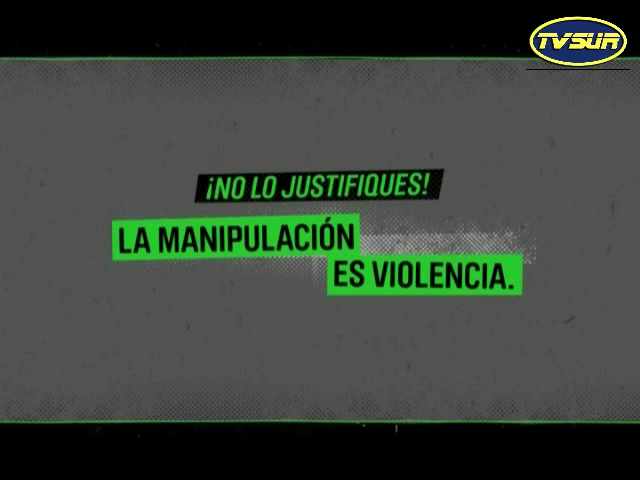 TVSUR
¡NO LO JUSTIFIQUES!
LA MANIPULACIÓN
ES VIOLENCIA.